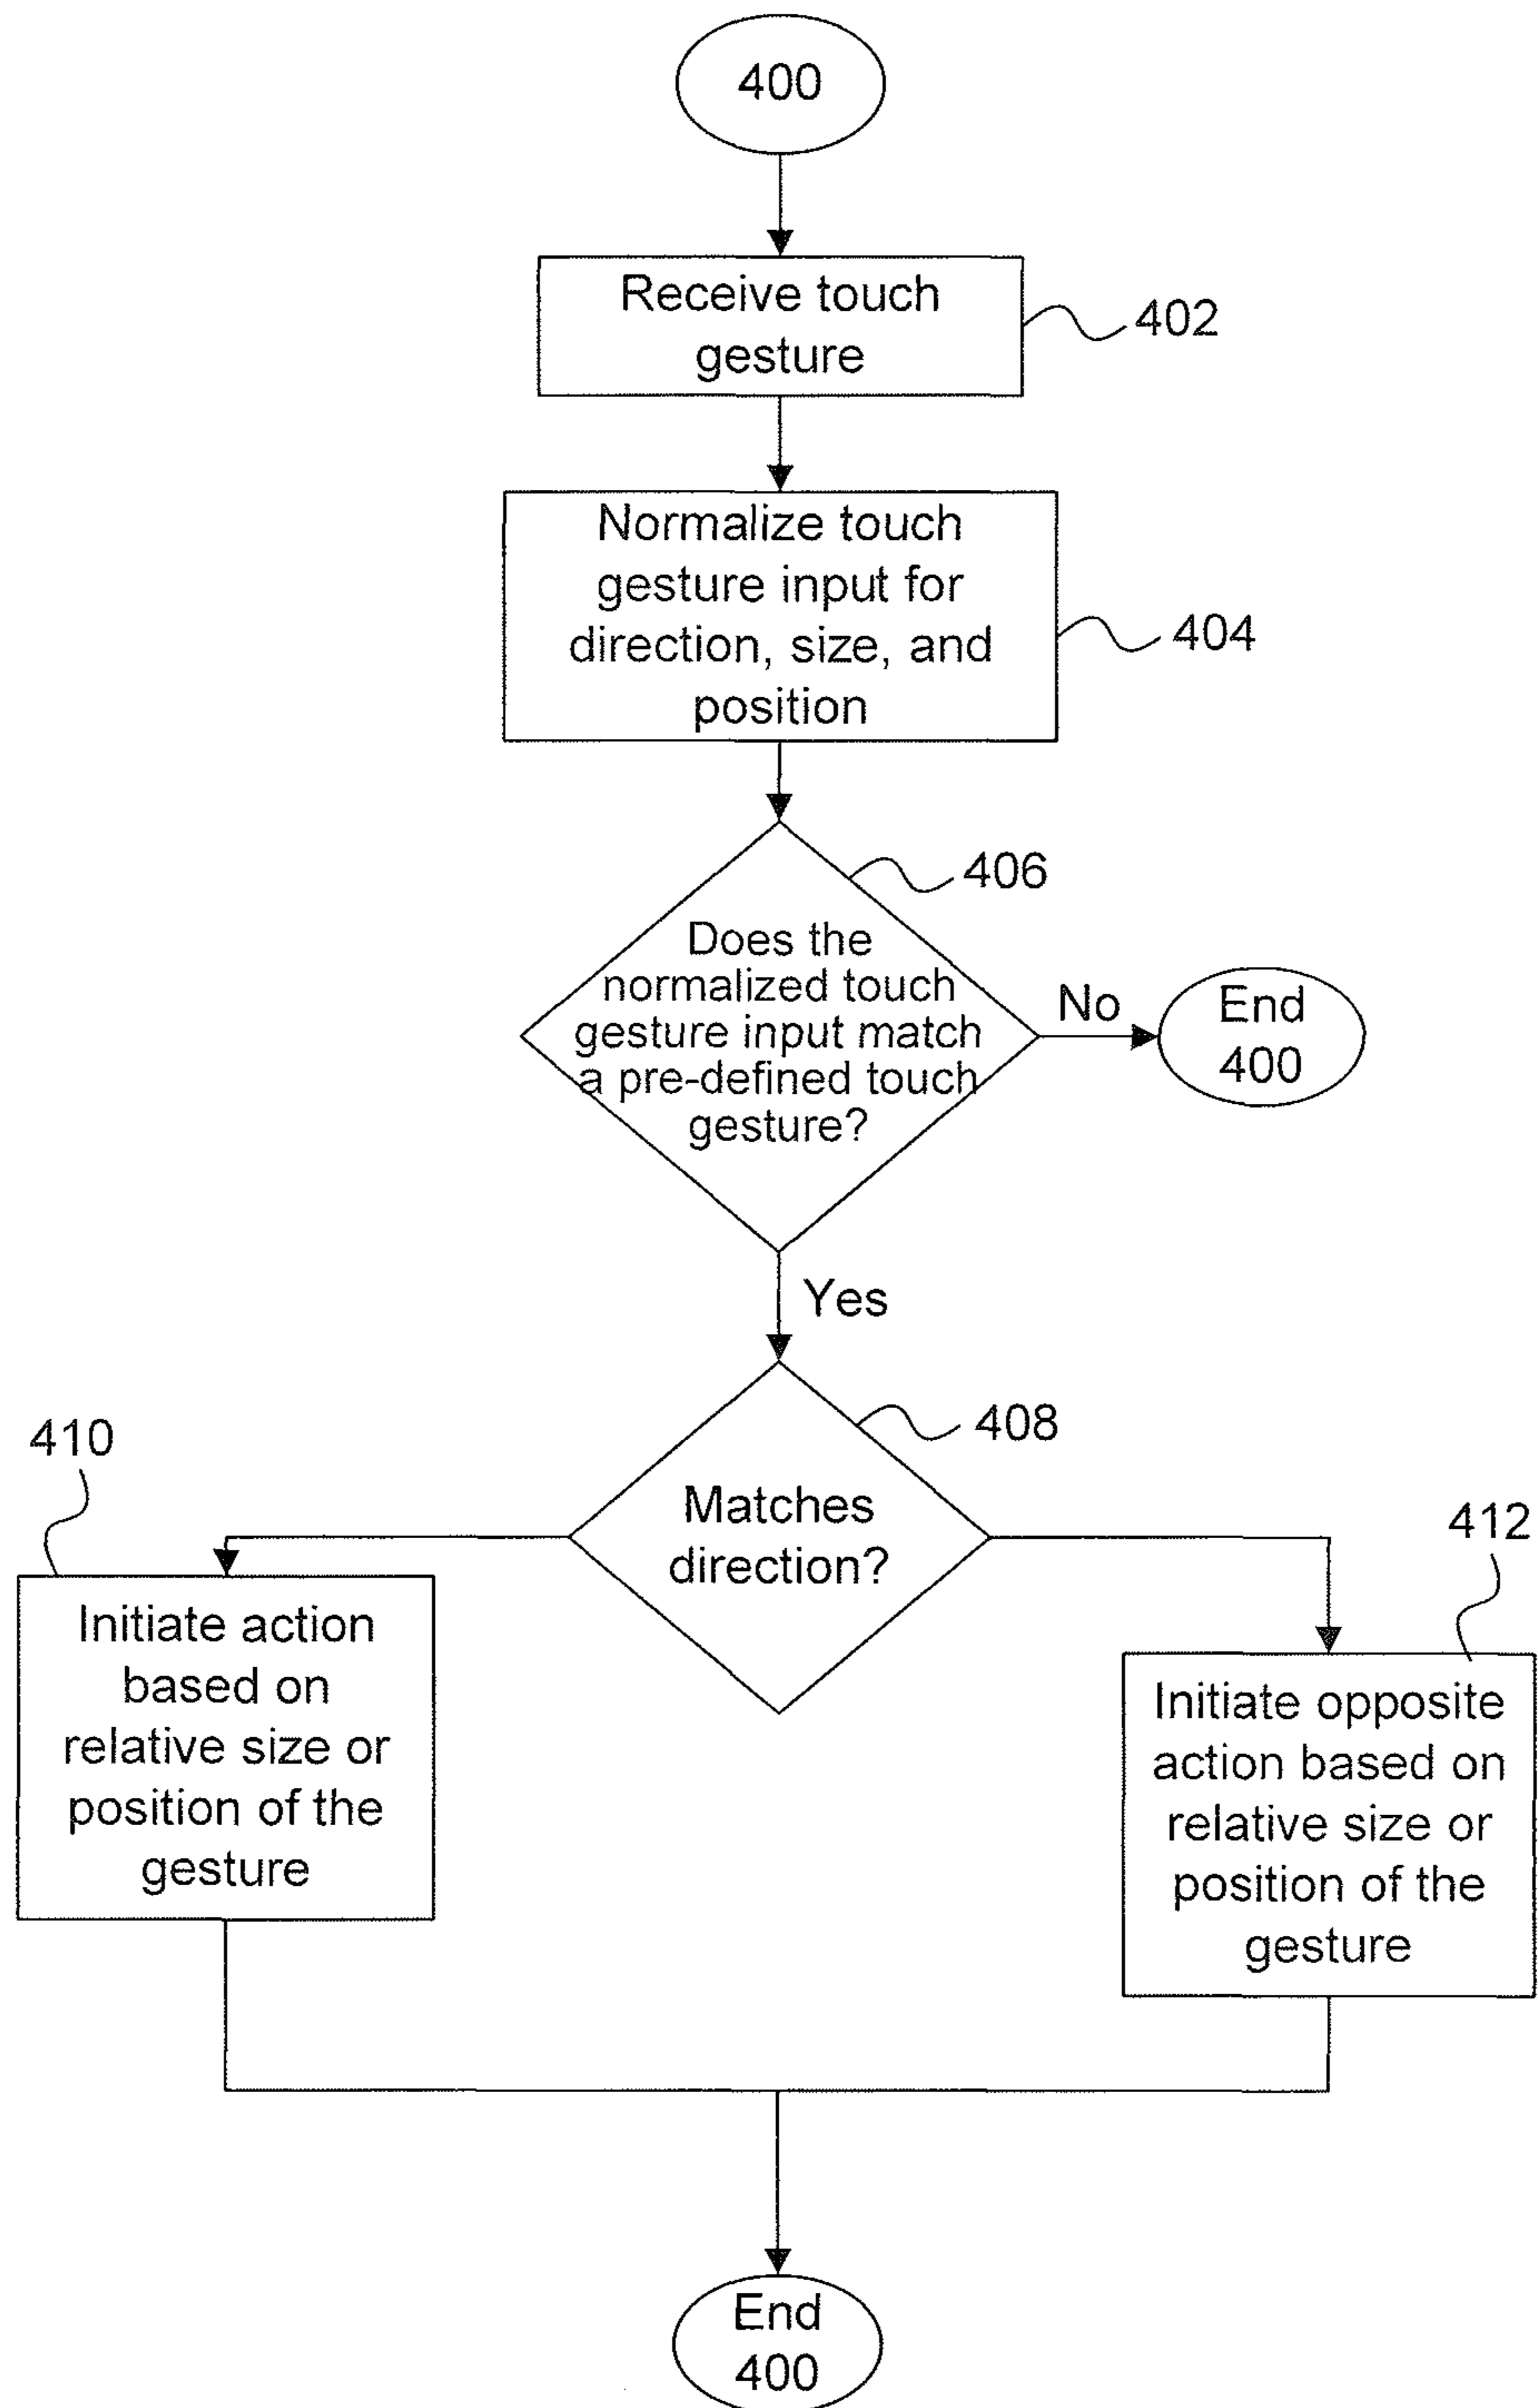 400
Receive touch
gesture
402
Normalize touch
gesture input for
direction, size, and
position
404
406
Does the
normalized touch
gesture input match
a pre-defined touch
gesture?
No
End
400
Yes
408
Matches
direction?
410
Initiate action
based on
relative size or
position of the
gesture
412
Initiate opposite
action based on
relative size or
position of the
gesture
End
400